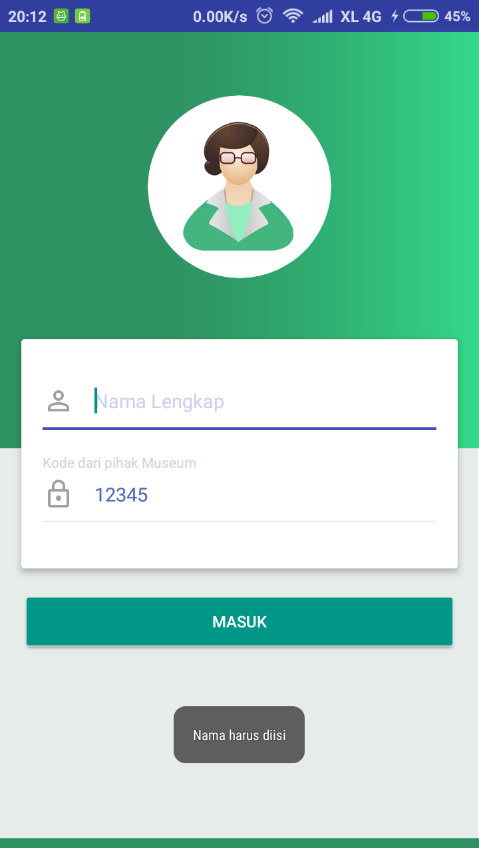 20:12 0.00K/s XL 4G 45%
Nama Lengkap
Kode dari pihak Museum
12345
MASUK
Nama harus diisi